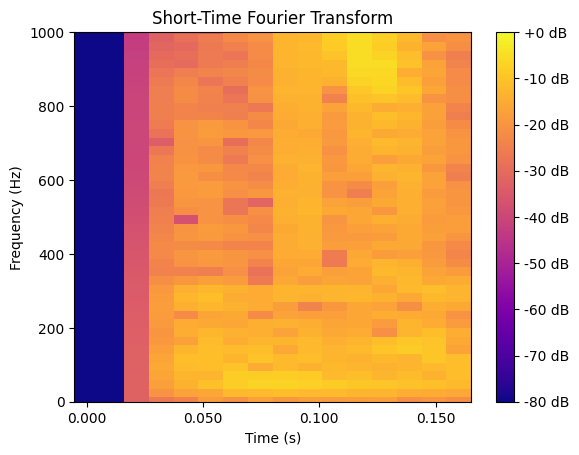 Short-Time Fourier Transform
1000
800
600
400
200
0
Frequency (Hz)
0.000
0.050
0.100
0.150
Time (s)
+0 dB
-10 dB
-20 dB
-30 dB
-40 dB
-50 dB
-60 dB
-70 dB
-80 dB